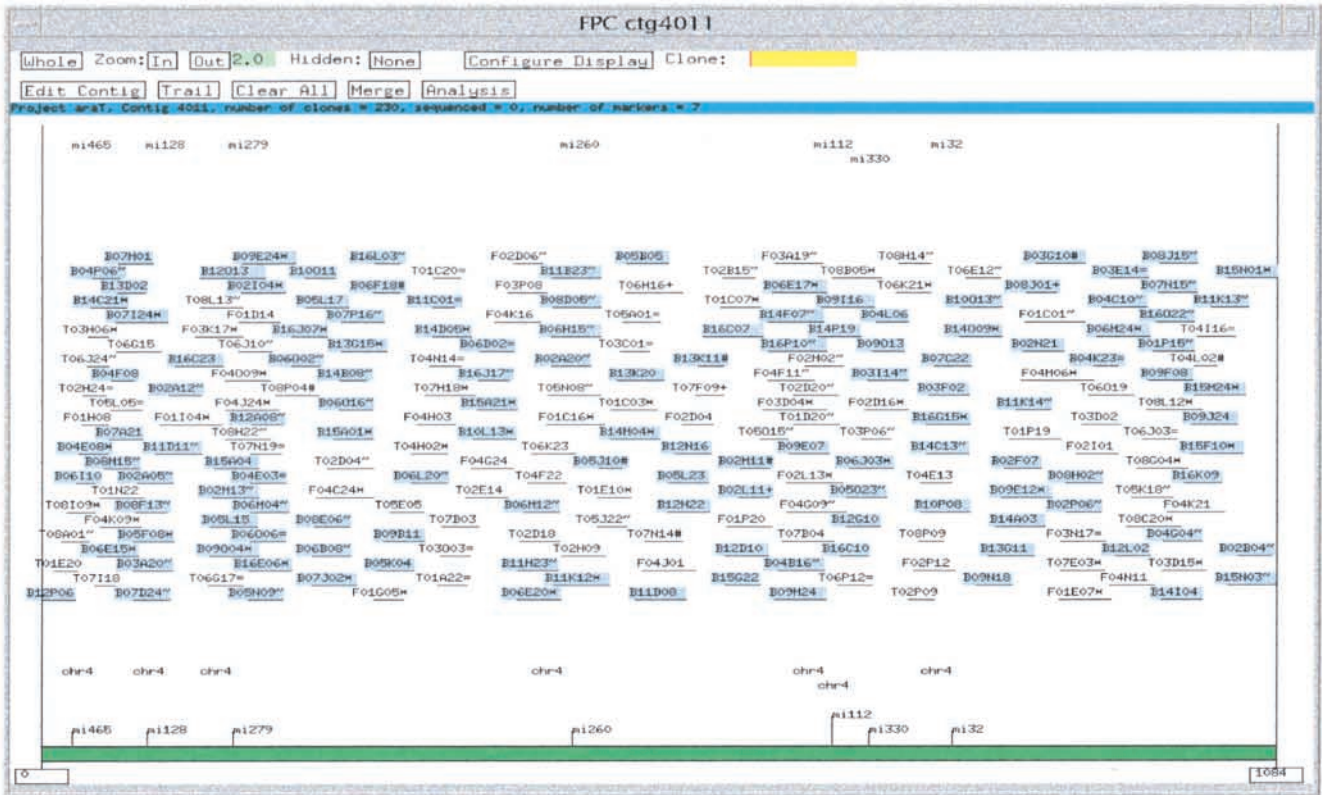 FPC ctg4011
Whole Zoom: In Out 2.0 Hidden: None Configure Display Clone:
Edit Contig Trail Clear All Merge Analysis
Project araT, Contig 4011, number of clones = 230, sequenced = 0, number of markers = 7
mi465 mi128 mi279 mi260 mi112 mi32
mi330
B07H01 B09E24* B16L03~ F02D06~ B05B05 F03A19~ T08H14~ B03G10# B08J15~
B04P06~ B12O13 B10O11 T01C20= B11B23~ T02B15~ T08B05* T06E12~ B03E14= B15N01*
B13D02 B02I04* B06F18# F03P08 T06H16+ B06E17* T06K21~ B08J01+ B07N15~
B14C21* T08L13~ B05L17 B11C01= B08D05~ T01C07* B09I16 B10O13~ B04C10~ B11K13~
B07I24* F01D14 B07P16~ F04K16 T05A01= B14F07~ B04L06 F01C01~ B16O22~
T03H06* F03K17~ B16J07* B14D05* B06H15~ B16C07 B14P19 B14O09* B06M24* T04I16=
T06G15 T06J10~ B13G15* B06D02= T03C01= B16P10~ B09O13 B02N21 B01P15~
T06J24~ B16C23 B06O02~ T04N14= B02A20~ B13K11# F02M02~ B07C22 B04K23= T04L02#
B04F08 F04O09* B14B08~ B16J17~ B13K20 F04F11~ B03I14~ F04M06* B09F08
T02H24= B02A12~ T08P04# T07H18* T05N08~ T07F09+ T02D20~ B03F02 T06O19 B15M24*
T05L05= F04J24* B06O16~ B15A21* T01C03* F03D04* F02D16* B11K14~ T08L12*
F01H08 F01I04* B12A08~ F04H03 F01C16* F02D04 T01D20~ B16G15* T03D02 B09J24
B07A21 T08H22~ B15A01* B10L13* B14M04* T05O15~ T03P06~ T01P19 T06J03=
B04E08* B11D11~ T07N19= T04H02* T06K23 B12N16 B09E07 B14C13~ F02I01 B15F10*
B08M15~ B15A04 T02D04~ F04G24 B05J10# B02M11# B06J03* B02F07 T08G04*
B06I10 B02A05~ B04E03= B06L20~ T04F22 B05L23 F02L13* T04E13 B08H02~ B16K09
T01N22 B02M13~ F04C24* T02E14 T01E10* B02L11+ B05O23~ B09E12* T05K18~
T08I09* B08F13~ B06M04~ T05E05 B06M12~ B12H22 F04G09~ B10P08 B02P06~ F04K21
F04K09* B05L15 B08E06~ T07B03 T05J22~ F01P20 B12G10 B14A03 T08C20*
T08A01~ B05F08* B06O06= B09B11 T02D18 T07N14# T07B04 T08P09 F03N17= B04G04~
B06E15* B09O04* B06B08~ T03O03= T02H09 B12D10 B16C10 B13G11 B12L02 B02B04~
T01E20 B03A20~ B16E06* B05K04 B11H23~ F04J01 B04B16~ F02P12 T07E03* T03D15*
T07I18 T06G17= B07J02* T01A22= B11K12* B15G22 T06P12= B09N18 F04N11 B15N03~
B12P06 B07D24~ B05N09~ F01G05* B06E20* B11D08 B09H24 T02P09 F01E07* B14I04
chr4 chr4 chr4 chr4 chr4 chr4
chr4
mi465 mi128 mi279 mi260 mi112 mi330 mi32
0 1084